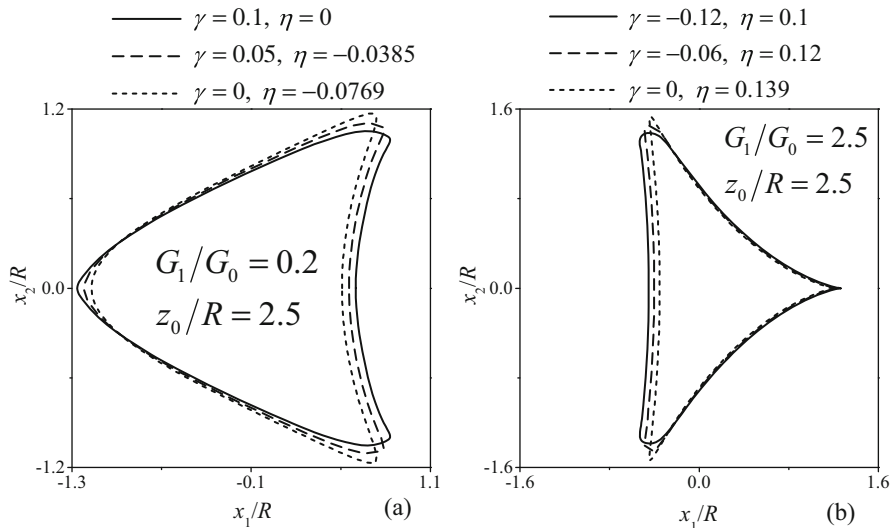 γ = 0.1, η = 0
γ = 0.05, η = −0.0385
γ = 0, η = −0.0769
1.2
x₂/R
0.0
-1.2
G₁/G₀ = 0.2
z₀/R = 2.5
-1.3
-0.1
1.1
x₁/R
(a)
γ = −0.12, η = 0.1
γ = −0.06, η = 0.12
γ = 0, η = 0.139
1.6
x₂/R
0.0
-1.6
G₁/G₀ = 2.5
z₀/R = 2.5
-1.6
0.0
1.6
x₁/R
(b)